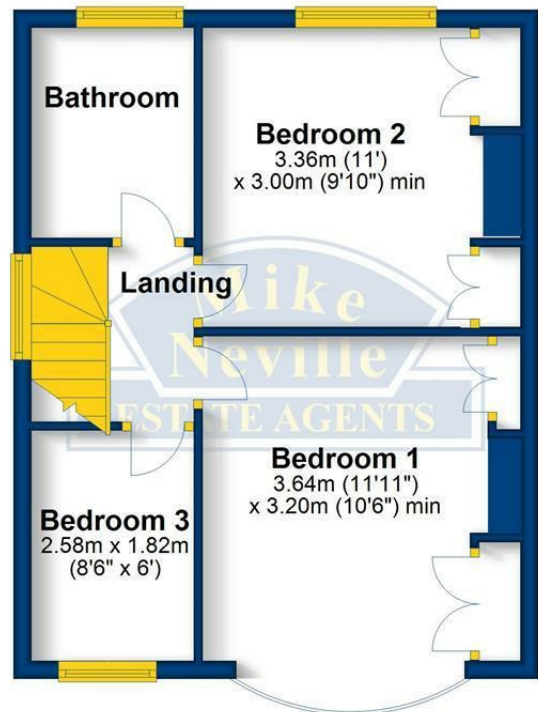 Bathroom
Bedroom 2
3.36m (11')
x 3.00m (9'10") min
Landing
Mike
Neville
ESTATE AGENTS
Bedroom 1
3.64m (11'11")
x 3.20m (10'6") min
Bedroom 3
2.58m x 1.82m
(8'6" x 6')